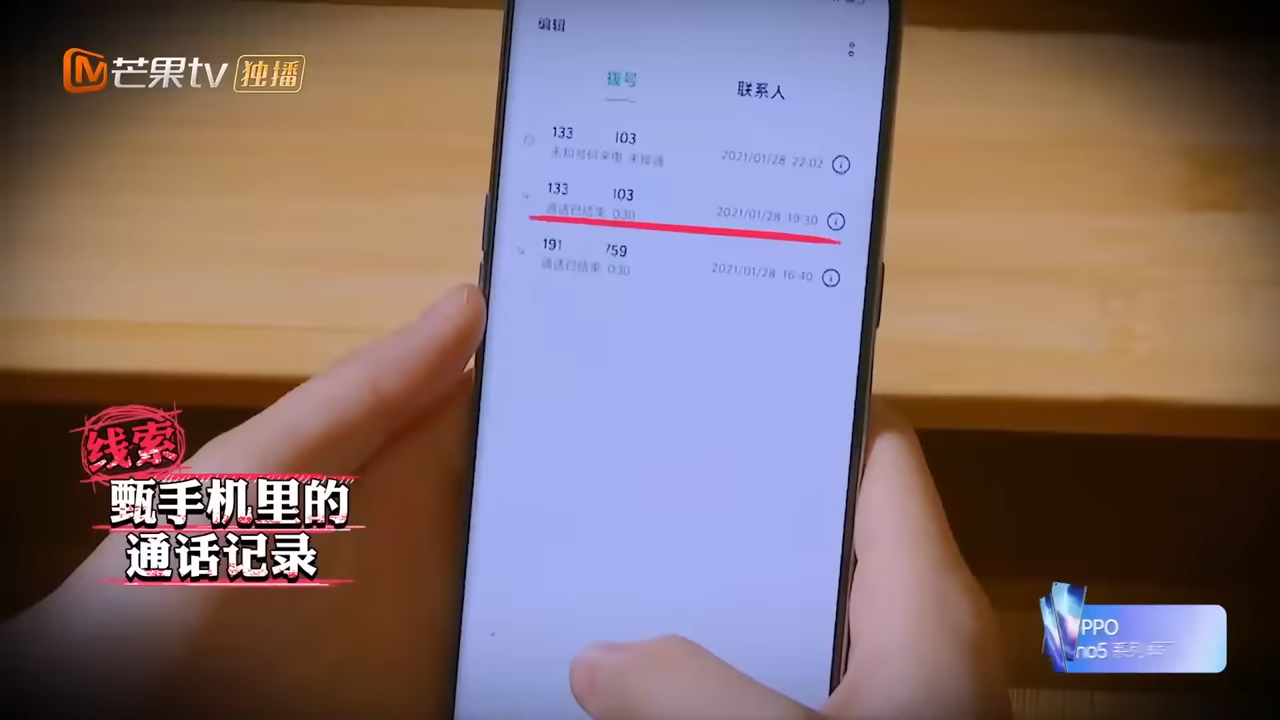 芒果tv 独播
编辑
拨号 联系人
133 103
未知号码来电 未接通 2021/01/28 22:02
133 103
通话已结束 0:30 2021/01/28 19:30
191 759
通话已结束 0:30 2021/01/28 16:40
线索
甄手机里的
通话记录
PPO
no5 系列